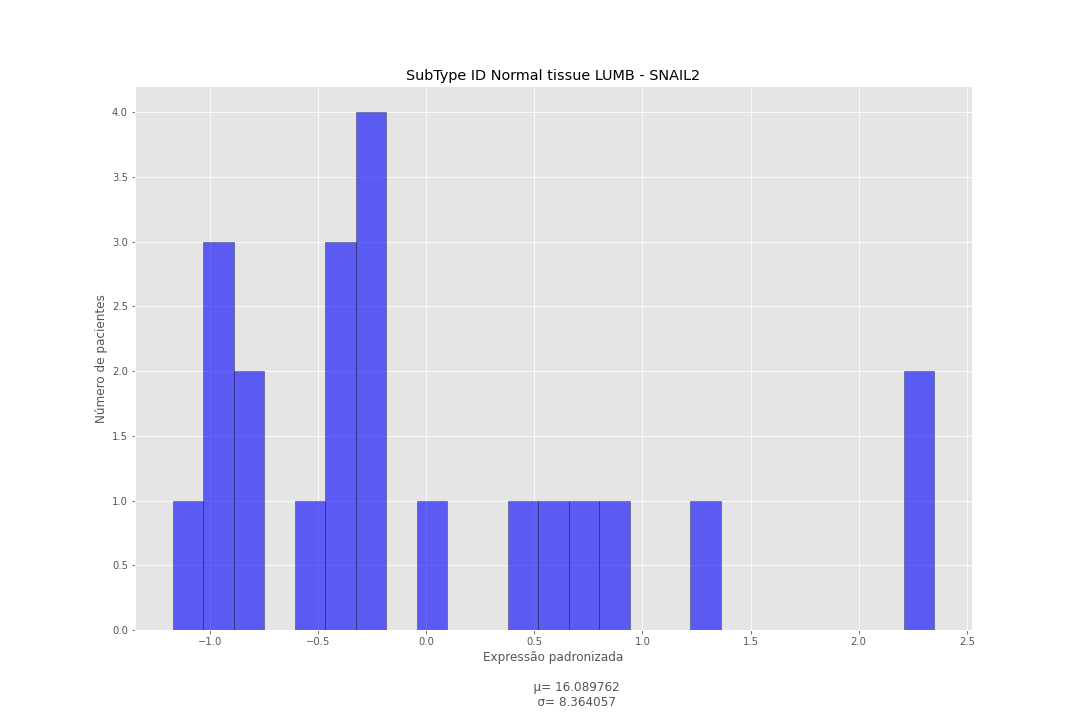 SubType ID Normal tissue LUMB - SNAIL2
4.0
3.5
3.0
2.5
2.0
1.5
1.0
0.5
0.0
Número de pacientes
−1.0 −0.5 0.0 0.5 1.0 1.5 2.0 2.5
Expressão padronizada
μ= 16.089762
σ= 8.364057